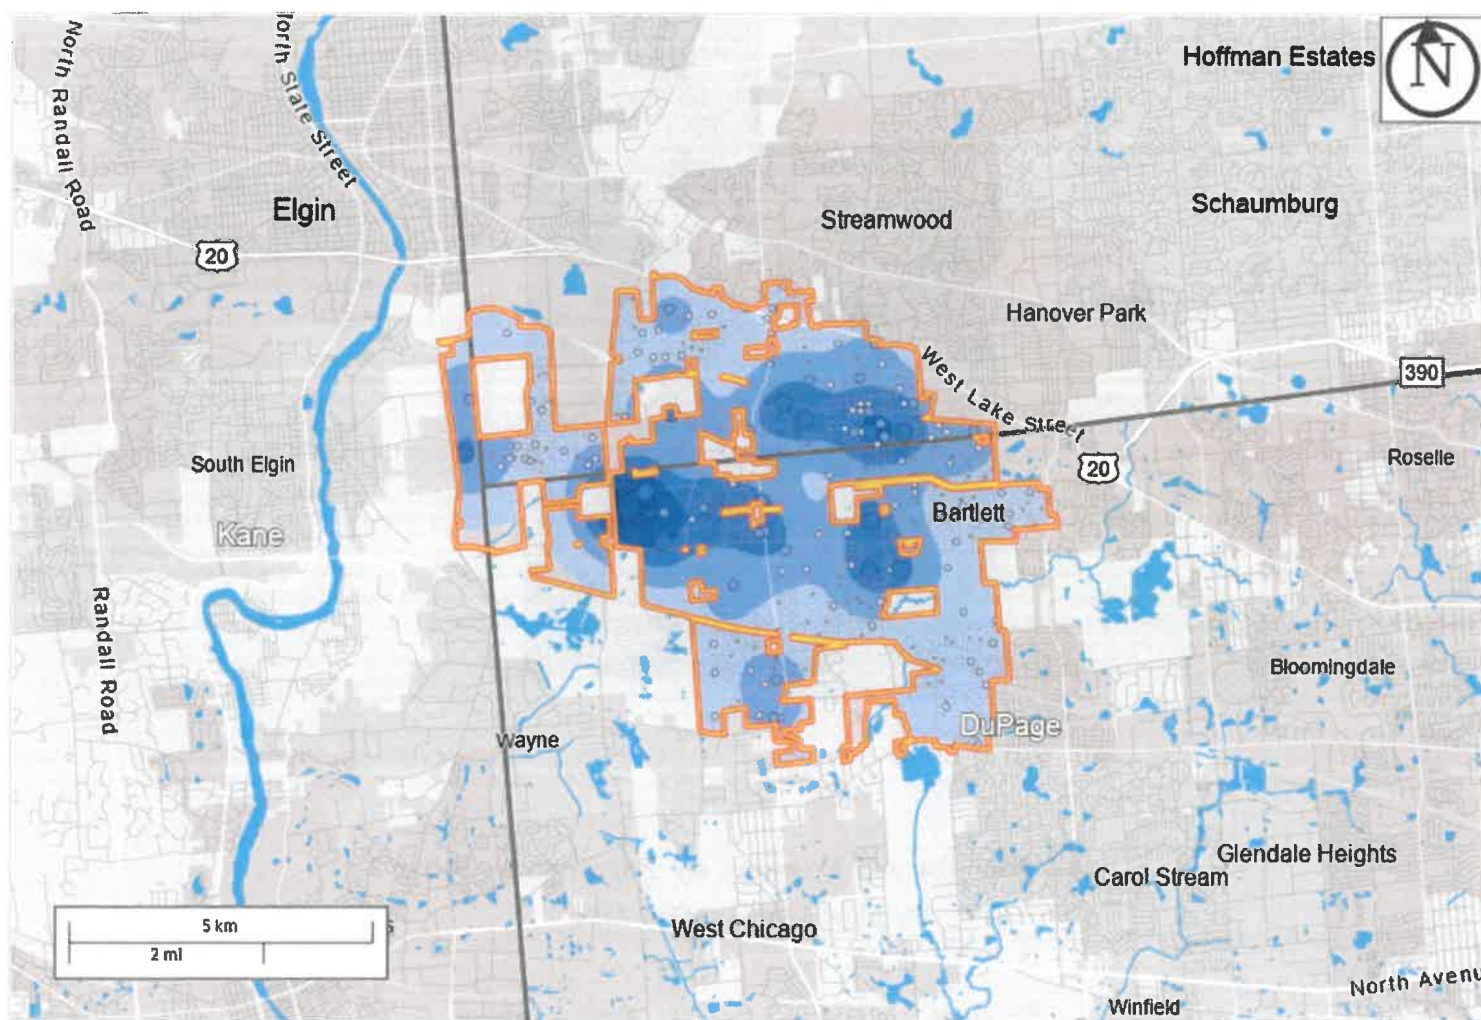 North Randall Road
North State Street
Hoffman Estates
N
Elgin
Schaumburg
Streamwood
20
Hanover Park
West Lake Street
390
South Elgin
20
Roselle
Bartlett
Kane
Randall Road
Bloomingdale
DuPage
Wayne
Glendale Heights
Carol Stream
5 km
2 mi
s
West Chicago
North Avenu
Winfield